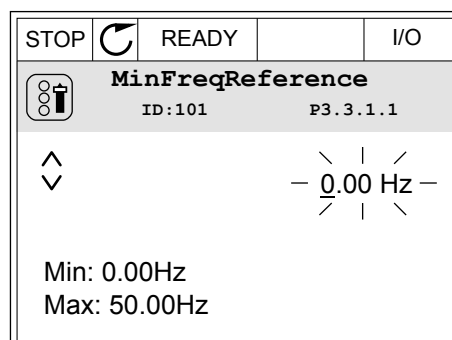 STOP READY I/O
MinFreqReference
ID:101 P3.3.1.1
0.00 Hz
Min: 0.00Hz
Max: 50.00Hz